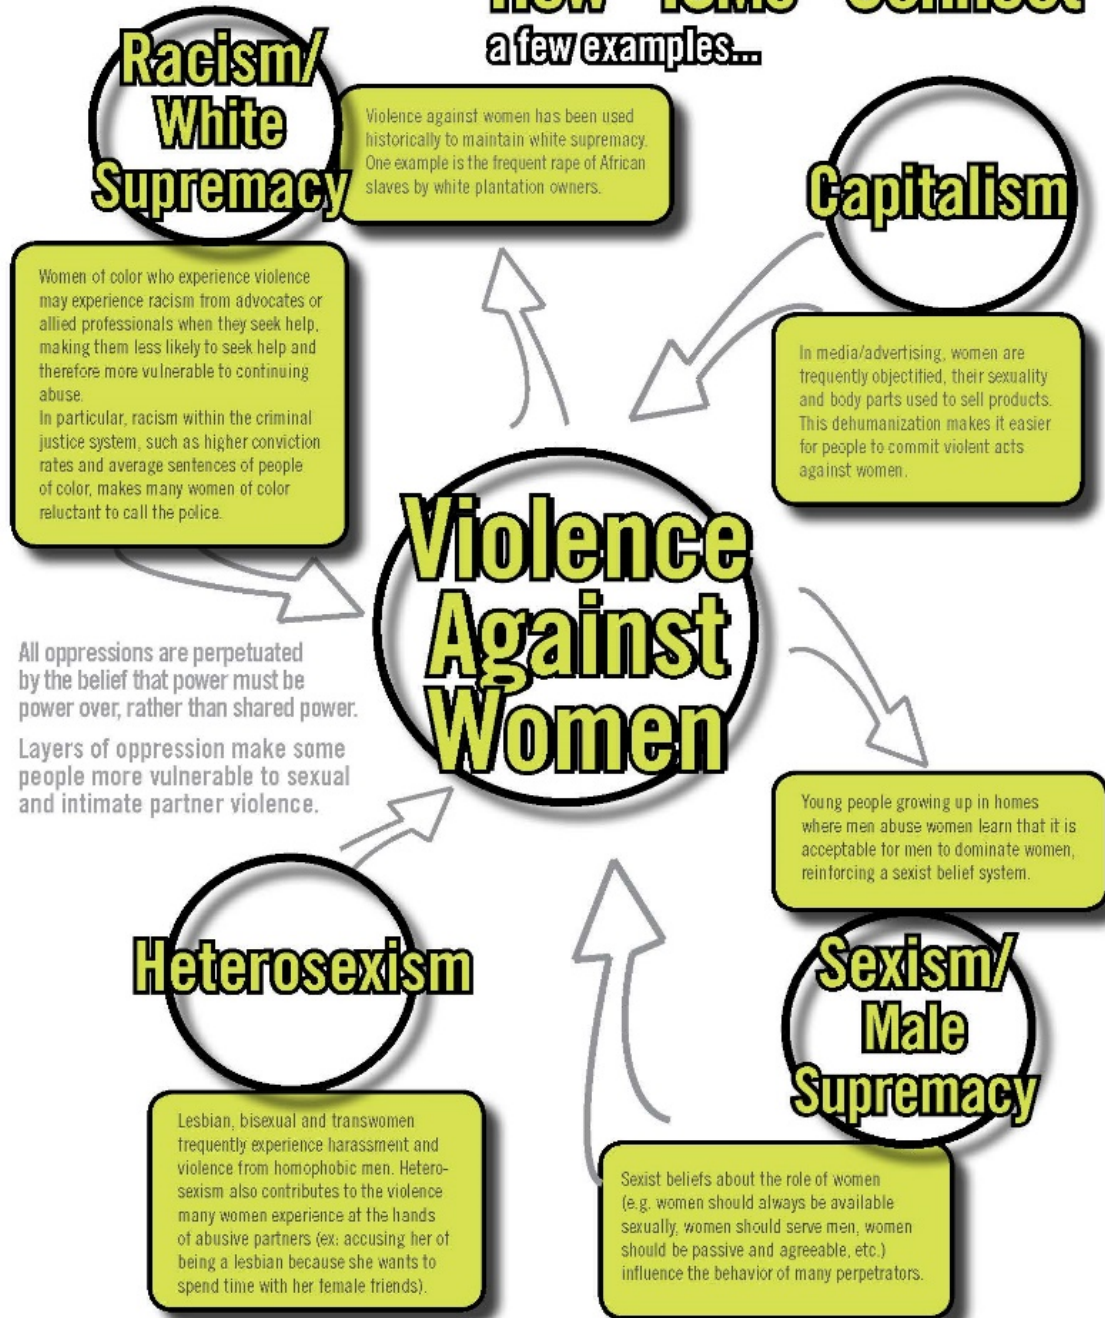 How "ISMs" Connect
a few examples...
Racism/
White
Supremacy
Violence against women has been used
historically to maintain white supremacy.
One example is the frequent rape of African
slaves by white plantation owners.
Capitalism
Women of color who experience violence
may experience racism from advocates or
allied professionals when they seek help,
making them less likely to seek help and
therefore more vulnerable to continuing
abuse.
In particular, racism within the criminal
justice system, such as higher conviction
rates and average sentences of people
of color, makes many women of color
reluctant to call the police.
In media/advertising, women are
frequently objectified, their sexuality
and body parts used to sell products.
This dehumanization makes it easier
for people to commit violent acts
against women.
Violence
Against
Women
All oppressions are perpetuated
by the belief that power must be
power over, rather than shared power.
Layers of oppression make some
people more vulnerable to sexual
and intimate partner violence.
Young people growing up in homes
where men abuse women learn that it is
acceptable for men to dominate women,
reinforcing a sexist belief system.
Heterosexism
Sexism/
Male
Supremacy
Lesbian, bisexual and transwomen
frequently experience harassment and
violence from homophobic men. Hetero-
sexism also contributes to the violence
many women experience at the hands
of abusive partners (ex: accusing her of
being a lesbian because she wants to
spend time with her female friends).
Sexist beliefs about the role of women
(e.g. women should always be available
sexually, women should serve men, women
should be passive and agreeable, etc.)
influence the behavior of many perpetrators.